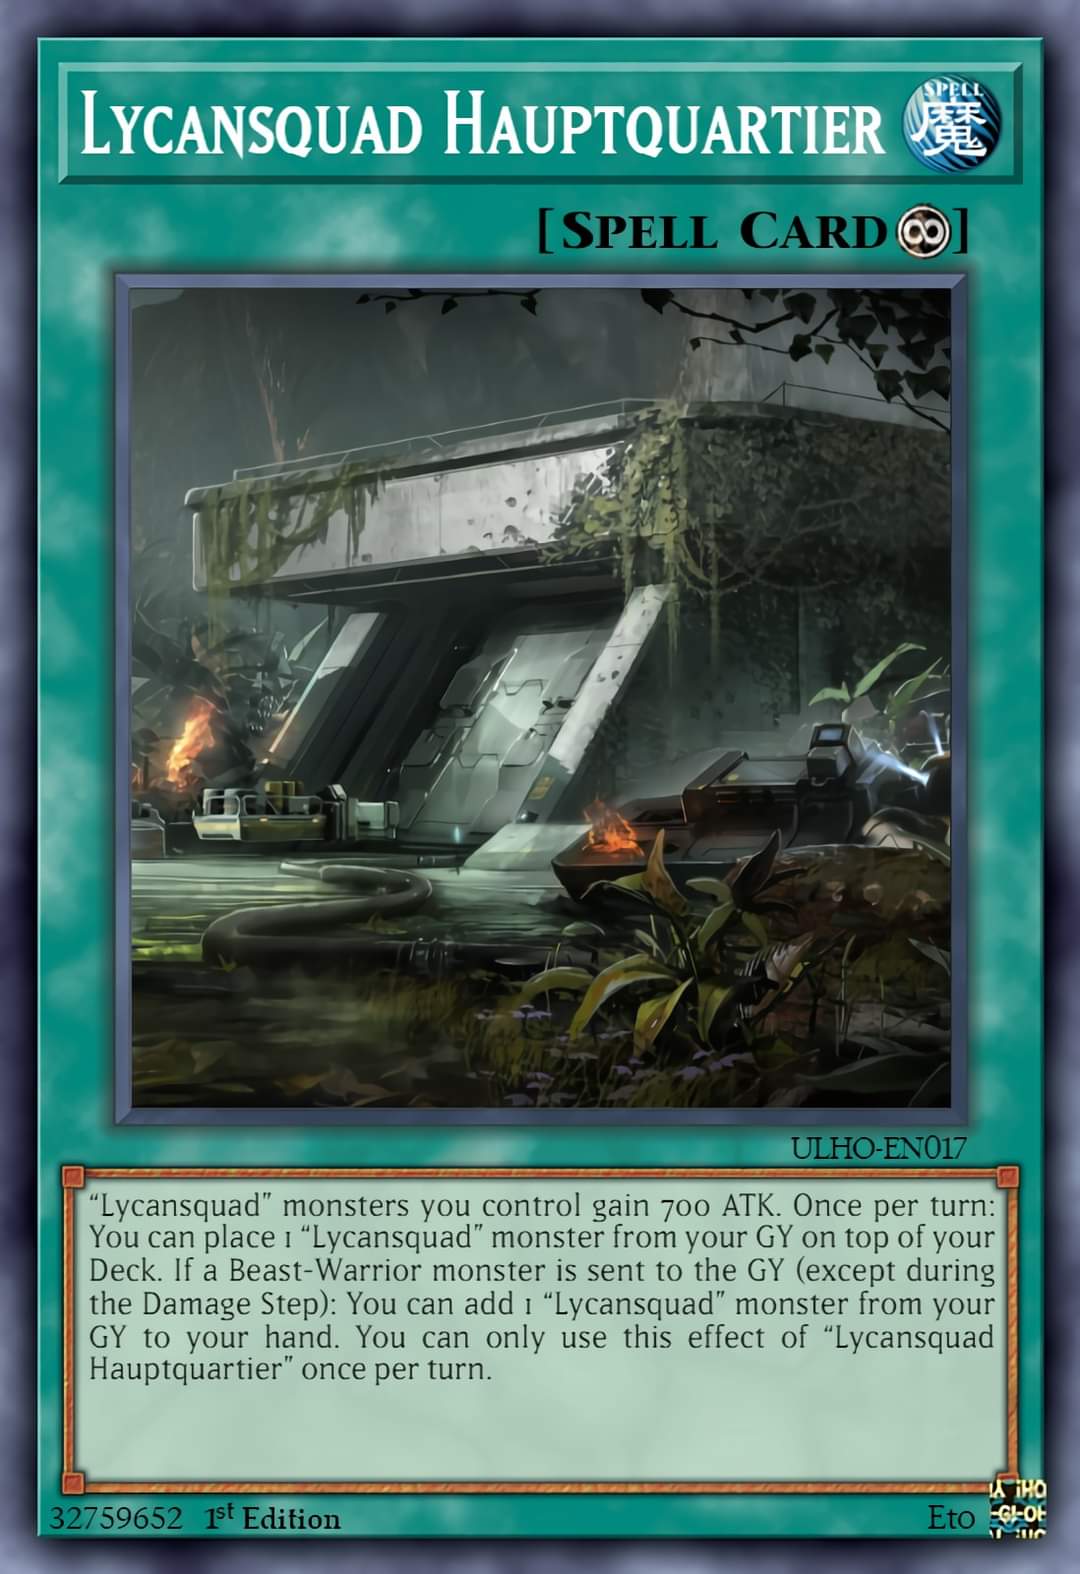 Lycansquad Hauptquartier
SPELL
魔
[Spell Card]
ULHO-EN017
“Lycansquad” monsters you control gain 700 ATK. Once per turn:
You can place 1 “Lycansquad” monster from your GY on top of your
Deck. If a Beast-Warrior monster is sent to the GY (except during
the Damage Step): You can add 1 “Lycansquad” monster from your
GY to your hand. You can only use this effect of “Lycansquad
Hauptquartier” once per turn.
32759652 1st Edition
Eto